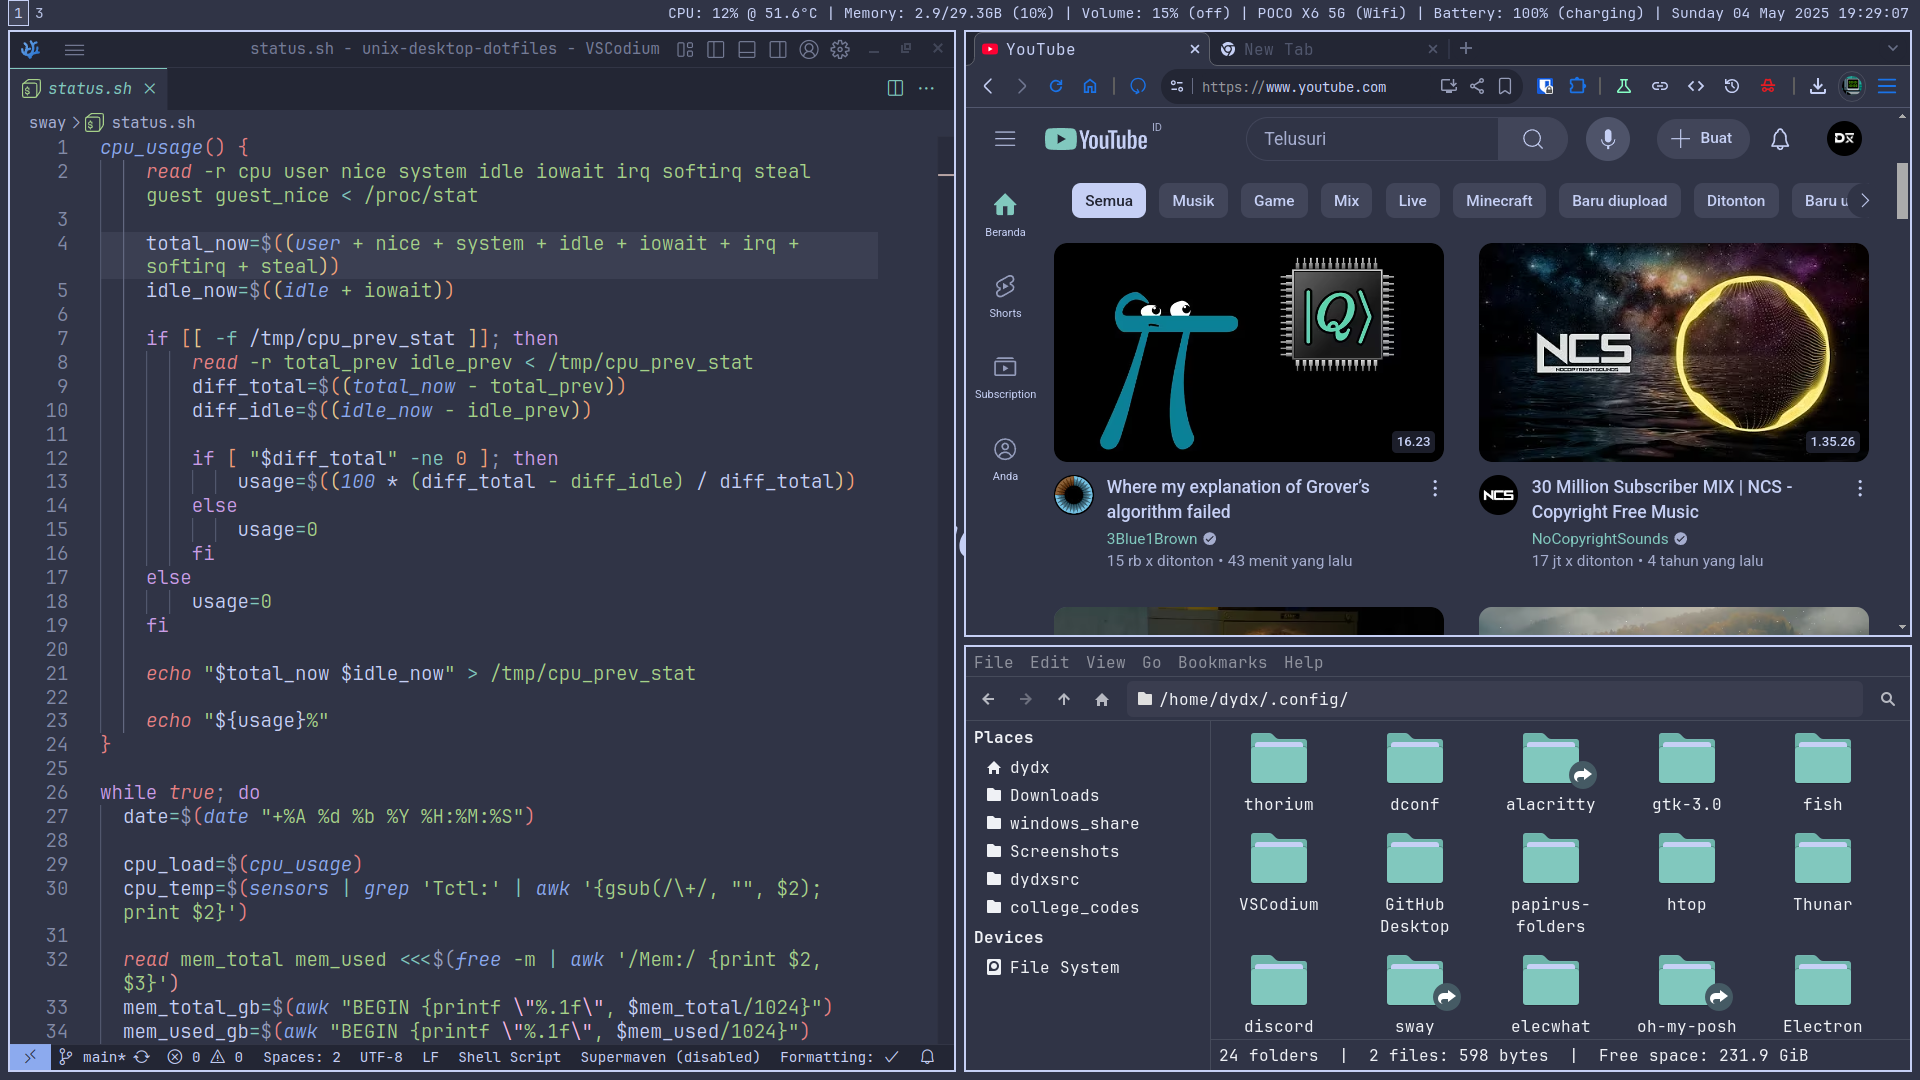 1 3
CPU: 12% @ 51.6°C | Memory: 2.9/29.3GB (10%) | Volume: 15% (off) | POCO X6 5G (Wifi) | Battery: 100% (charging) | Sunday 04 May 2025 19:29:07
status.sh - unix-desktop-dotfiles - VSCodium
status.sh
sway > status.sh
1 cpu_usage() {
2 read -r cpu user nice system idle iowait irq softirq steal
guest guest_nice < /proc/stat
3
4 total_now=$((user + nice + system + idle + iowait + irq +
softirq + steal))
5 idle_now=$((idle + iowait))
6
7 if [[ -f /tmp/cpu_prev_stat ]]; then
8 read -r total_prev idle_prev < /tmp/cpu_prev_stat
9 diff_total=$((total_now - total_prev))
10 diff_idle=$((idle_now - idle_prev))
11
12 if [ "$diff_total" -ne 0 ]; then
13 usage=$((100 * (diff_total - diff_idle) / diff_total))
14 else
15 usage=0
16 fi
17 else
18 usage=0
19 fi
20
21 echo "$total_now $idle_now" > /tmp/cpu_prev_stat
22
23 echo "${usage}%"
24 }
25
26 while true; do
27 date=$(date "+%A %d %b %Y %H:%M:%S")
28
29 cpu_load=$(cpu_usage)
30 cpu_temp=$(sensors | grep 'Tctl:' | awk '{gsub(/\+/, "", $2);
print $2}')
31
32 read mem_total mem_used <<<$(free -m | awk '/Mem:/ {print $2,
$3}')
33 mem_total_gb=$(awk "BEGIN {printf \"%.1f\", $mem_total/1024}")
34 mem_used_gb=$(awk "BEGIN {printf \"%.1f\", $mem_used/1024}")
main* 0 0 Spaces: 2 UTF-8 LF Shell Script Supermaven (disabled) Formatting: ✓
YouTube New Tab
https://www.youtube.com
YouTube ID Telusuri Buat DX
Semua Musik Game Mix Live Minecraft Baru diupload Ditonton Baru u
Beranda
Shorts
Subscription
Anda
|Q⟩
16.23
NCS
NOCOPYRIGHTSOUNDS
1.35.26
Where my explanation of Grover's
algorithm failed
3Blue1Brown
15 rb x ditonton • 43 menit yang lalu
NCS
30 Million Subscriber MIX | NCS -
Copyright Free Music
NoCopyrightSounds
17 jt x ditonton • 4 tahun yang lalu
File Edit View Go Bookmarks Help
/home/dydx/.config/
Places
dydx
Downloads
windows_share
Screenshots
dydxsrc
college_codes
Devices
File System
thorium dconf alacritty gtk-3.0 fish
VSCodium GitHub Desktop papirus-folders htop Thunar
discord sway elecwhat oh-my-posh Electron
24 folders | 2 files: 598 bytes | Free space: 231.9 GiB